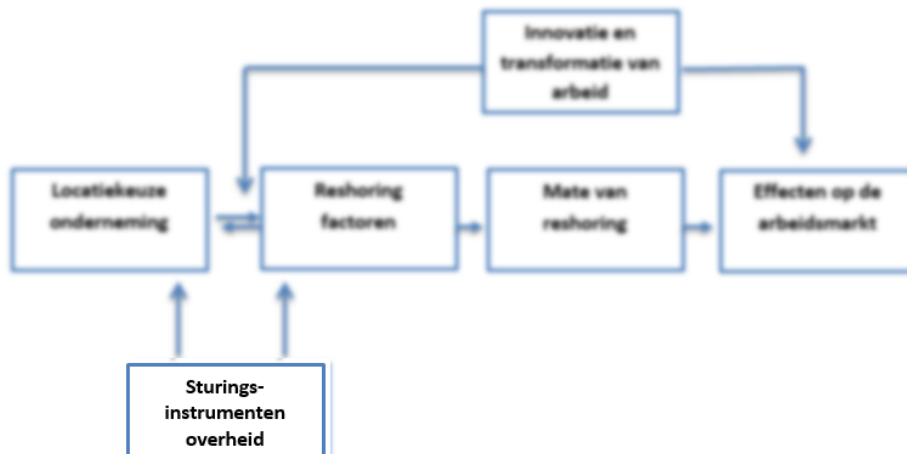 Innovatie en
transformatie van
arbeid
Locatiekeuze
onderneming
Reshoring
factoren
Mate van
reshoring
Effecten op de
arbeidsmarkt
Sturings-
instrumenten
overheid